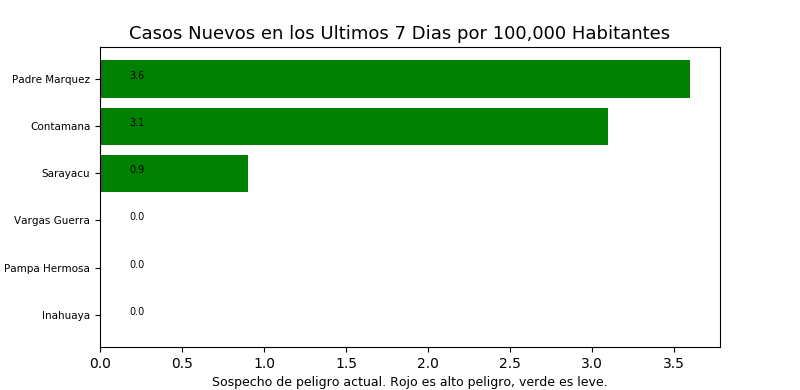 Casos Nuevos en los Ultimos 7 Dias por 100,000 Habitantes
Padre Marquez 3.6
Contamana 3.1
Sarayacu 0.9
Vargas Guerra 0.0
Pampa Hermosa 0.0
Inahuaya 0.0
0.0 0.5 1.0 1.5 2.0 2.5 3.0 3.5
Sospecho de peligro actual. Rojo es alto peligro, verde es leve.